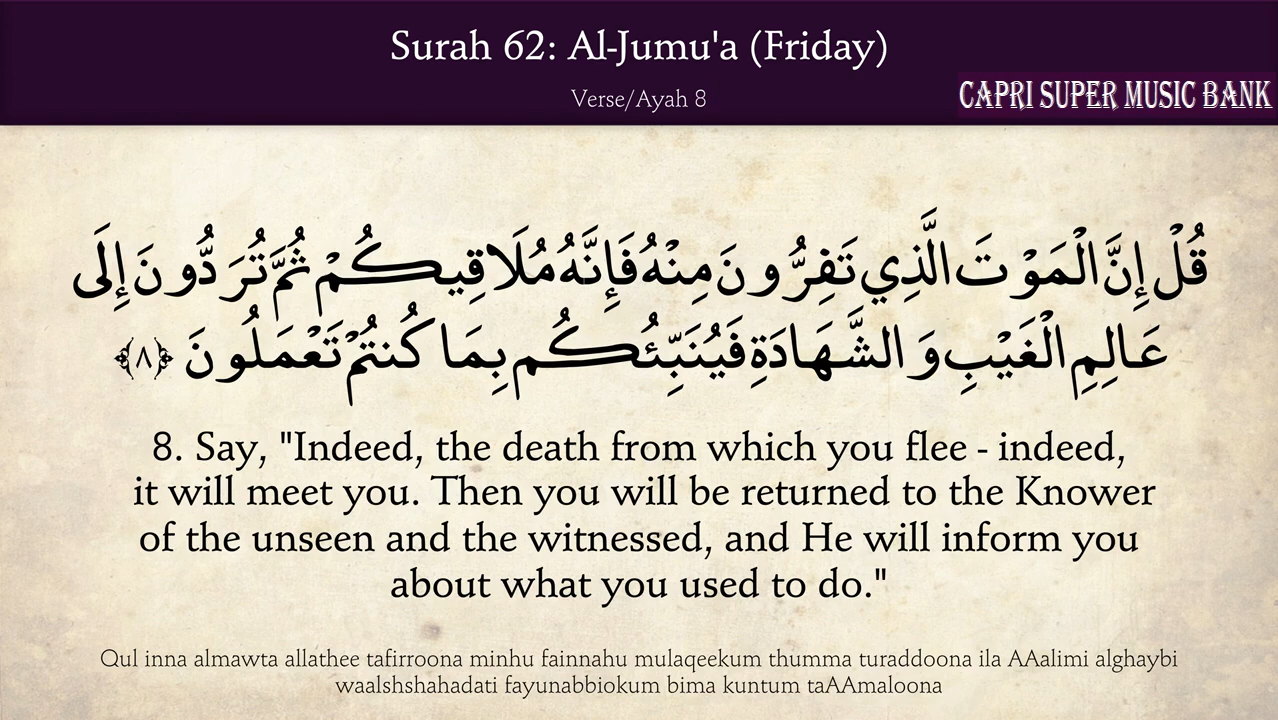 Surah 62: Al-Jumu'a (Friday)
Verse/Ayah 8
CAPRI SUPER MUSIC BANK
قُلْ إِنَّ الْمَوْتَ الَّذِي تَفِرُّونَ مِنْهُ فَإِنَّهُ مُلَاقِيكُمْ ثُمَّ تُرَدُّونَ إِلَى
عَالِمِ الْغَيْبِ وَالشَّهَادَةِ فَيُنَبِّئُكُم بِمَا كُنتُمْ تَعْمَلُونَ ﴿٨﴾
8. Say, "Indeed, the death from which you flee - indeed,
it will meet you. Then you will be returned to the Knower
of the unseen and the witnessed, and He will inform you
about what you used to do."
Qul inna almawta allathee tafirroona minhu fainnahu mulaqeekum thumma turaddoona ila AAalimi alghaybi
waalshshahadati fayunabbiokum bima kuntum taAAmaloona